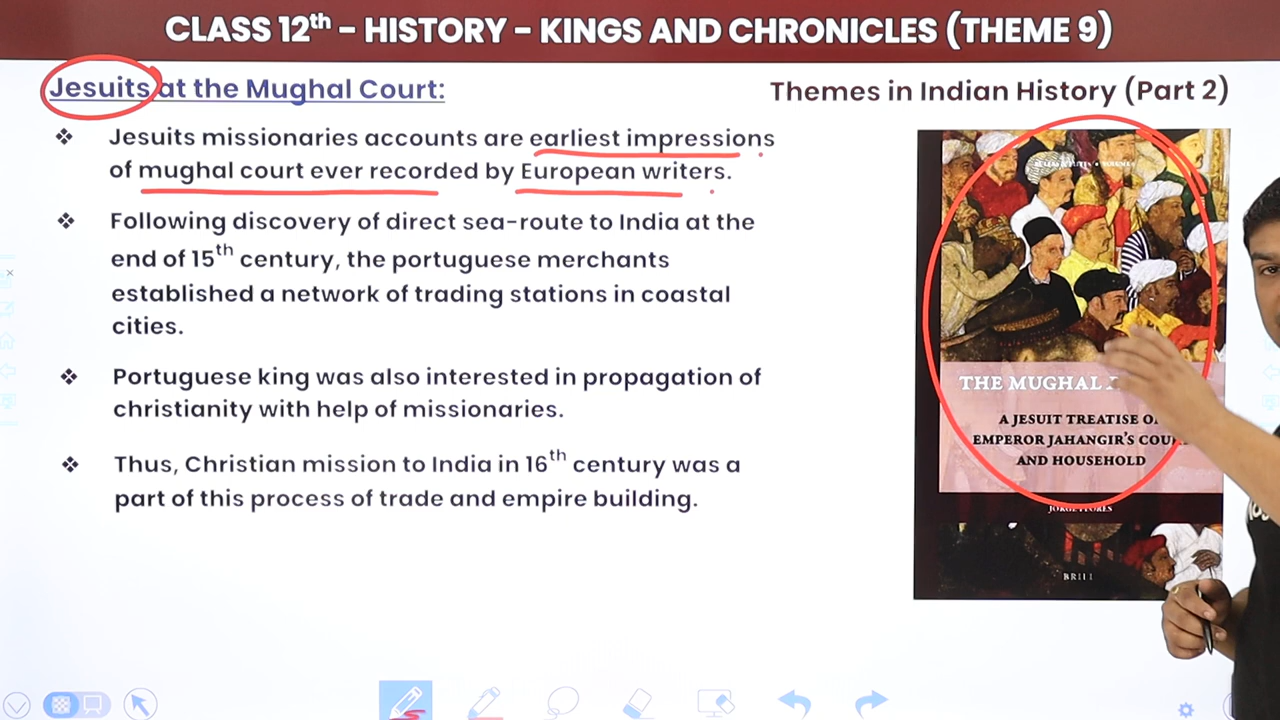 CLASS 12th - HISTORY - KINGS AND CHRONICLES (THEME 9)
Jesuits at the Mughal Court:
Themes in Indian History (Part 2)
❖ Jesuits missionaries accounts are earliest impressions
of mughal court ever recorded by European writers.
❖ Following discovery of direct sea-route to India at the
end of 15th century, the portuguese merchants
established a network of trading stations in coastal
cities.
❖ Portuguese king was also interested in propagation of
christianity with help of missionaries.
❖ Thus, Christian mission to India in 16th century was a
part of this process of trade and empire building.
THE MUGHAL
A JESUIT TREATISE
EMPEROR JAHANGIR'S
AND HOUSEHOLD
JORGE FLORES
BRILL